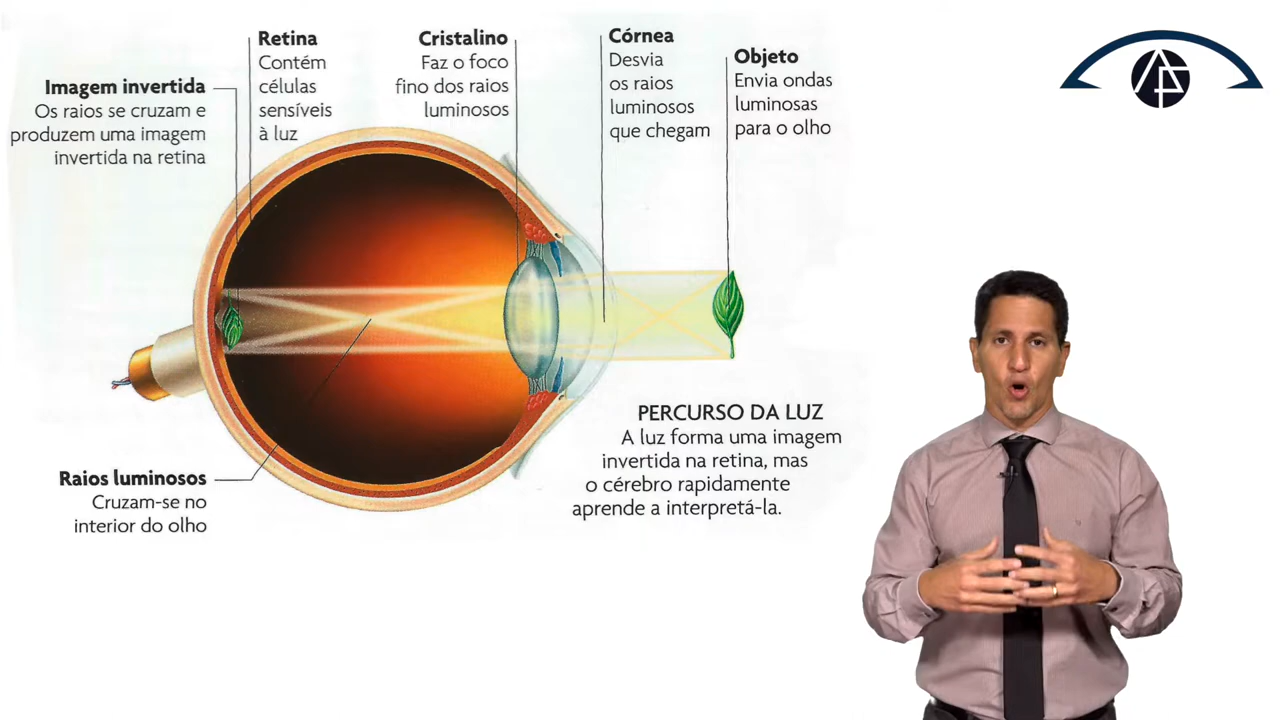 Imagem invertida
Os raios se cruzam e
produzem uma imagem
invertida na retina
Retina
Contém
células
sensíveis
à luz
Cristalino
Faz o foco
fino dos raios
luminosos
Córnea
Desvia
os raios
luminosos
que chegam
Objeto
Envia ondas
luminosas
para o olho
Raios luminosos
Cruzam-se no
interior do olho
PERCURSO DA LUZ
A luz forma uma imagem
invertida na retina, mas
o cérebro rapidamente
aprende a interpretá-la.